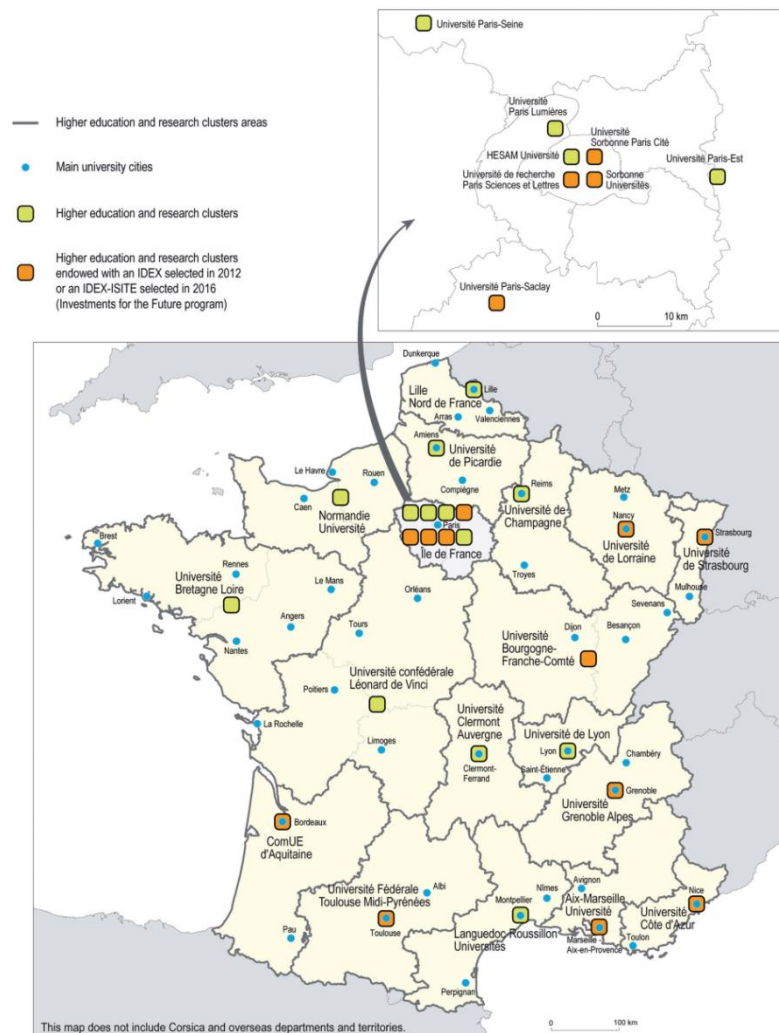 Higher education and research clusters areas
Main university cities
Higher education and research clusters
Higher education and research clusters
endowed with an IDEX selected in 2012
or an IDEX-ISITE selected in 2016
(Investments for the Future program)
Université Paris-Seine
Université
Paris Lumières
Université
Sorbonne Paris Cité
HESAM Université
Université Paris-Est
Université de recherche
Paris Sciences et Lettres
Sorbonne
Universités
Université Paris-Saclay
0 10 km
Dunkerque
Lille
Lille
Nord de France
Valenciennes
Arras
Amiens
Université
de Picardie
Le Havre
Rouen
Compiègne
Reims
Metz
Caen
Normandie
Université
Université de
Champagne
Nancy
Université
de Lorraine
Strasbourg
Université
de Strasbourg
Paris
Île de France
Brest
Rennes
Université
Bretagne Loire
Le Mans
Troyes
Mulhouse
Lorient
Orléans
Sevenans
Angers
Tours
Nantes
Dijon
Besançon
Université
Bourgogne-
Franche-Comté
Université confédérale
Léonard de Vinci
Poitiers
La Rochelle
Limoges
Université
Clermont
Auvergne
Clermont-
Ferrand
Université de Lyon
Lyon
Saint-Étienne
Chambéry
Grenoble
Université
Grenoble Alpes
Bordeaux
ComUE
d'Aquitaine
Université Fédérale
Toulouse Midi-Pyrénées
Albi
Toulouse
Pau
Montpellier
Nîmes
Languedoc-Roussillon
Universités
Avignon
Aix-Marseille
Université
Marseille -
Aix-en-Provence
Toulon
Nice
Université
Côte d'Azur
Perpignan
This map does not include Corsica and overseas departments and territories.
0 100 km